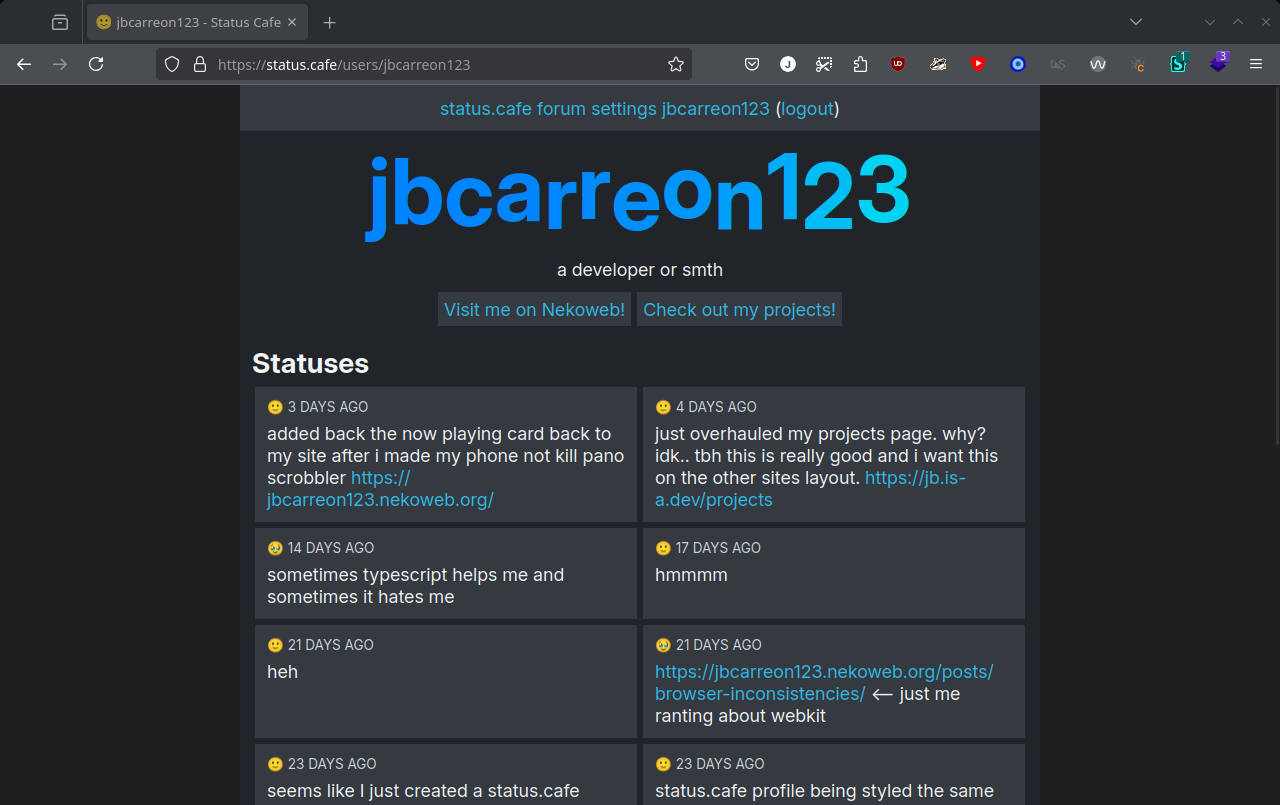 jbcarreon123 - Status Cafe
https://status.cafe/users/jbcarreon123
J
UD
1
3
status.cafe forum settings jbcarreon123 (logout)
jbcarreon123
a developer or smth
Visit me on Nekoweb! Check out my projects!
Statuses
3 DAYS AGO
added back the now playing card back to
my site after i made my phone not kill pano
scrobbler https://
jbcarreon123.nekoweb.org/
4 DAYS AGO
just overhauled my projects page. why?
idk.. tbh this is really good and i want this
on the other sites layout. https://jb.is-
a.dev/projects
14 DAYS AGO
sometimes typescript helps me and
sometimes it hates me
17 DAYS AGO
hmmmm
21 DAYS AGO
heh
21 DAYS AGO
https://jbcarreon123.nekoweb.org/posts/
browser-inconsistencies/ <-- just me
ranting about webkit
23 DAYS AGO
seems like I just created a status.cafe
23 DAYS AGO
status.cafe profile being styled the same